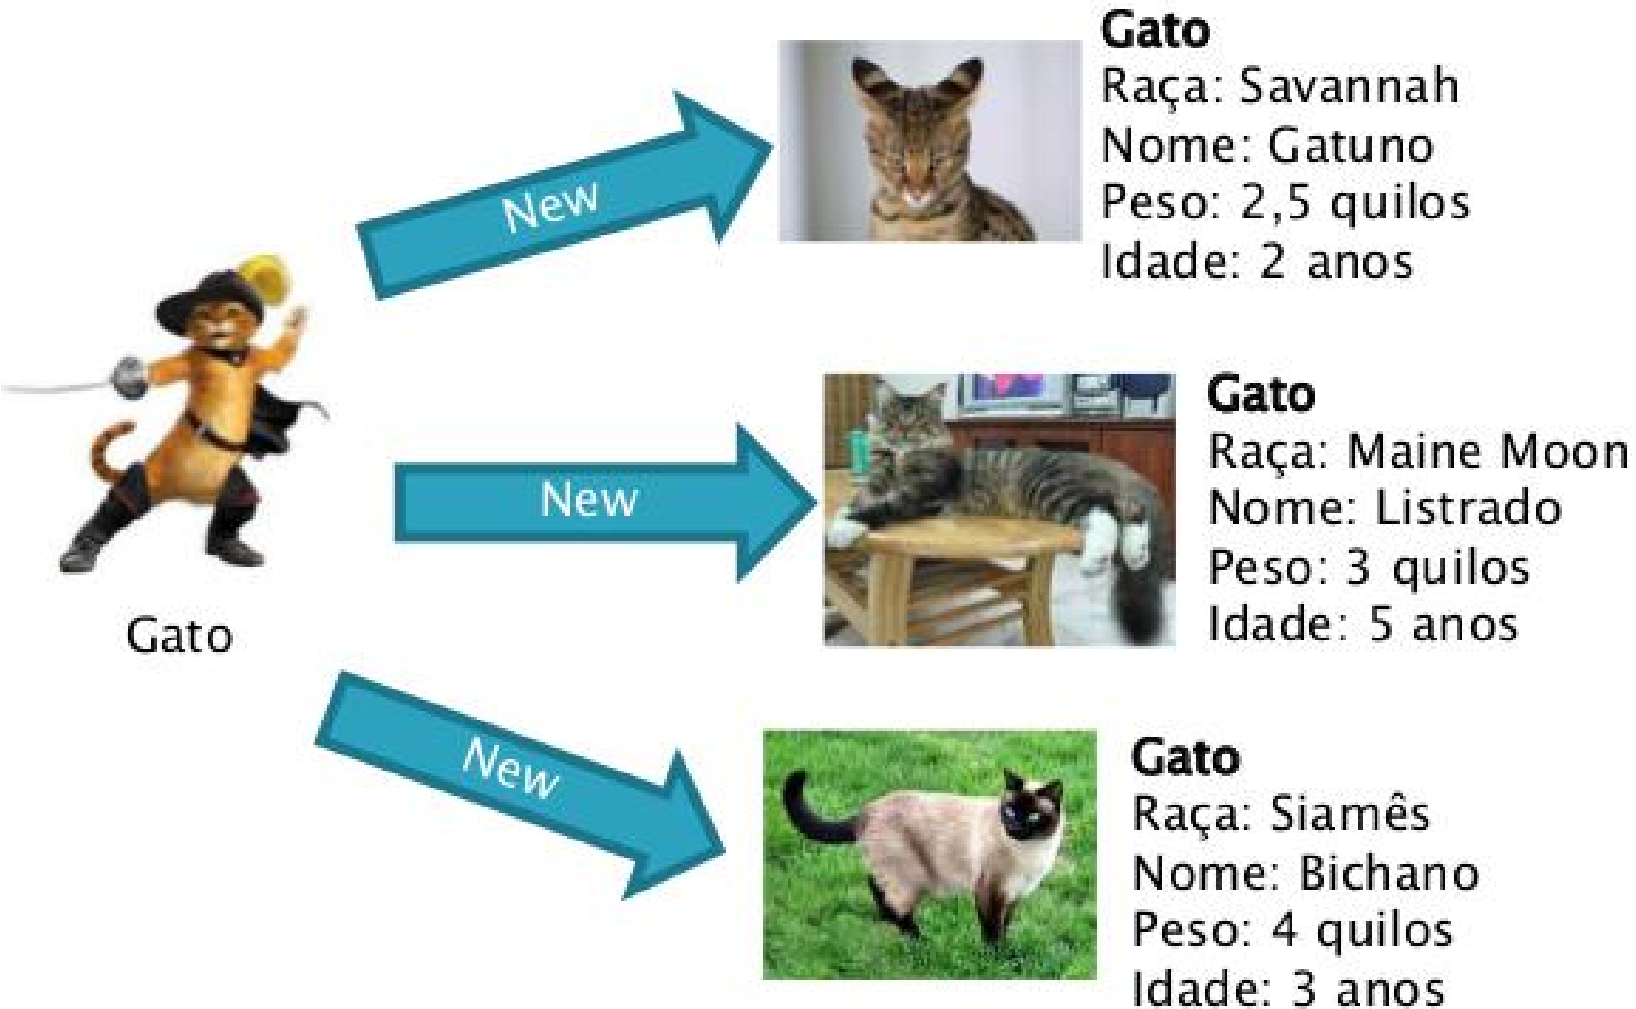 Gato
New
Gato
Raça: Savannah
Nome: Gatuno
Peso: 2,5 quilos
Idade: 2 anos
New
Gato
Raça: Maine Moon
Nome: Listrado
Peso: 3 quilos
Idade: 5 anos
New
Gato
Raça: Siamês
Nome: Bichano
Peso: 4 quilos
Idade: 3 anos